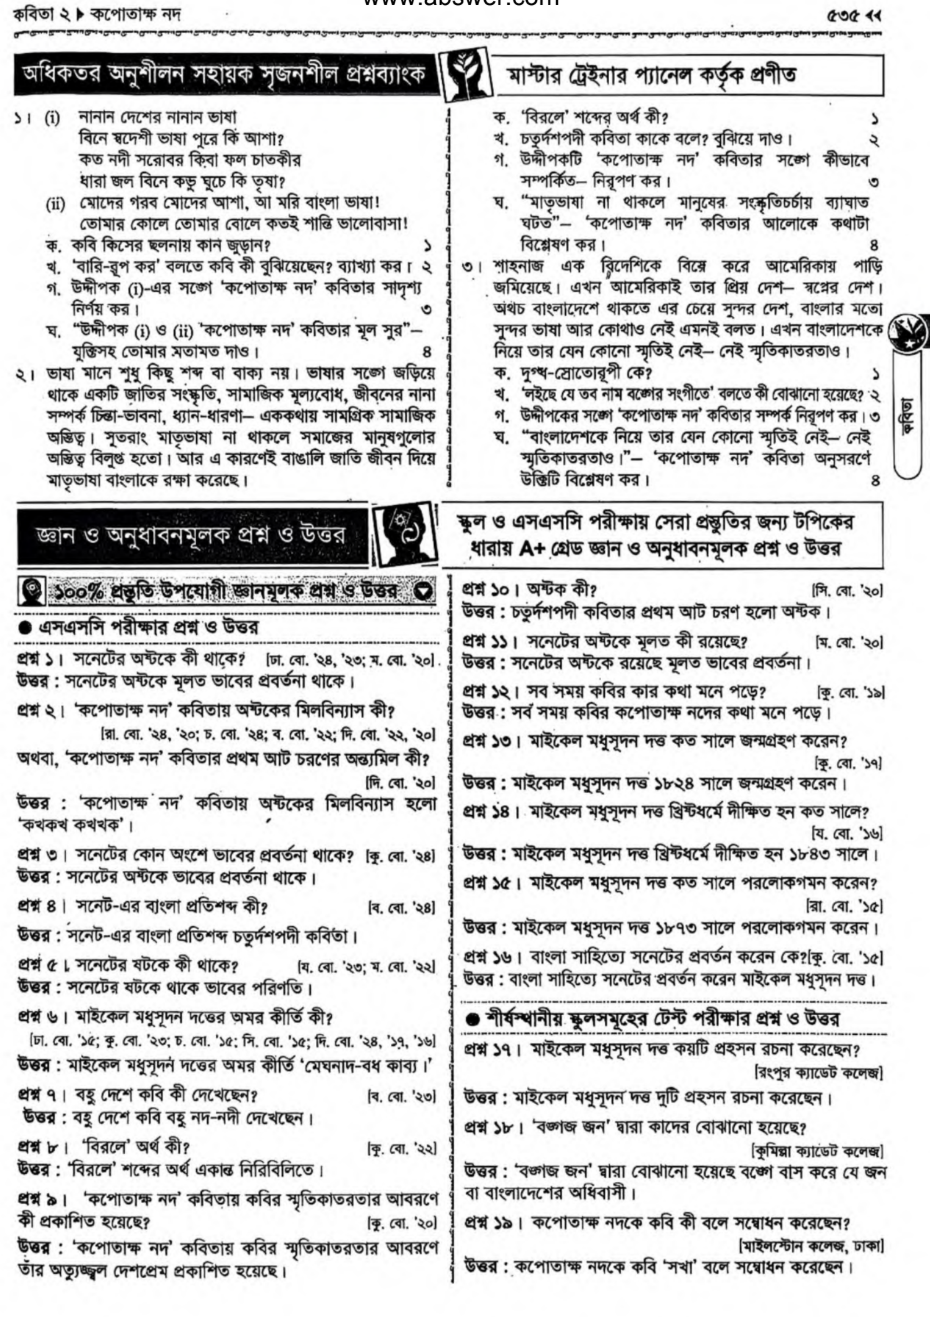 www.abswer.com
কবিতা ২ ▶ কপোতাক্ষ নদ
৫৩৫ ◀◀
অধিকতর অনুশীলন সহায়ক সৃজনশীল প্রশ্নব্যাংক
মাস্টার ট্রেইনার প্যানেল কর্তৃক প্রণীত
১। (i) নানান দেশের নানান ভাষা
বিনে স্বদেশী ভাষা পুরে কি আশা?
কত নদী সরোবর কিবা ফল চাতকীর
ধারা জল বিনে কভু ঘুচে কি তৃষা?
(ii) মোদের গরব মোদের আশা, আ মরি বাংলা ভাষা!
তোমার কোলে তোমার বোলে কতই শান্তি ভালোবাসা!
ক. কবি কিসের ছলনায় কান জুড়ান? ১
খ. ‘বারি-রূপ কর’ বলতে কবি কী বুঝিয়েছেন? ব্যাখ্যা কর। ২
গ. উদ্দীপক (i)-এর সঙ্গে ‘কপোতাক্ষ নদ’ কবিতার সাদৃশ্য
নির্ণয় কর। ৩
ঘ. “উদ্দীপক (i) ও (ii) ‘কপোতাক্ষ নদ’ কবিতার মূল সুর”–
যুক্তিসহ তোমার মতামত দাও। ৪
২। ভাষা মানে শুধু কিছু শব্দ বা বাক্য নয়। ভাষার সঙ্গে জড়িয়ে
থাকে একটি জাতির সংস্কৃতি, সামাজিক মূল্যবোধ, জীবনের নানা
সম্পর্ক চিন্তা-ভাবনা, ধ্যান-ধারণা– এককথায় সামগ্রিক সামাজিক
অস্তিত্ব। সুতরাং মাতৃভাষা না থাকলে সমাজের মানুষগুলোর
অস্তিত্ব বিলুপ্ত হতো। আর এ কারণেই বাঙালি জাতি জীবন দিয়ে
মাতৃভাষা বাংলাকে রক্ষা করেছে।
ক. ‘বিরলে’ শব্দের অর্থ কী? ১
খ. চতুর্দশপদী কবিতা কাকে বলে? বুঝিয়ে দাও। ২
গ. উদ্দীপকটি ‘কপোতাক্ষ নদ’ কবিতার সঙ্গে কীভাবে
সম্পর্কিত– নিরূপণ কর। ৩
ঘ. “মাতৃভাষা না থাকলে মানুষের সংস্কৃতিচর্চায় ব্যাঘাত
ঘটত”– ‘কপোতাক্ষ নদ’ কবিতার আলোকে কথাটা
বিশ্লেষণ কর। ৪
৩। শাহনাজ এক বিদেশিকে বিয়ে করে আমেরিকায় পাড়ি
জমিয়েছে। এখন আমেরিকাই তার প্রিয় দেশ– স্বপ্নের দেশ।
অথচ বাংলাদেশে থাকতে এর চেয়ে সুন্দর দেশ, বাংলার মতো
সুন্দর ভাষা আর কোথাও নেই এমনই বলত। এখন বাংলাদেশকে
নিয়ে তার যেন কোনো স্মৃতিই নেই– নেই স্মৃতিকাতরতাও।
ক. দুগ্ধ-স্রোতোরূপী কে? ১
খ. ‘লইছে যে তব নাম বঙ্গের সংগীতে’ বলতে কী বোঝানো হয়েছে? ২
গ. উদ্দীপকের সঙ্গে ‘কপোতাক্ষ নদ’ কবিতার সম্পর্ক নিরূপণ কর। ৩
ঘ. “বাংলাদেশকে নিয়ে তার যেন কোনো স্মৃতিই নেই– নেই
স্মৃতিকাতরতাও।”– ‘কপোতাক্ষ নদ’ কবিতা অনুসরণে
উক্তিটি বিশ্লেষণ কর। ৪
কবিতা
জ্ঞান ও অনুধাবনমূলক প্রশ্ন ও উত্তর
স্কুল ও এসএসসি পরীক্ষায় সেরা প্রস্তুতির জন্য টপিকের
ধারায় A+ গ্রেড জ্ঞান ও অনুধাবনমূলক প্রশ্ন ও উত্তর
১০০% প্রস্তুতি উপযোগী জ্ঞানমূলক প্রশ্ন ও উত্তর
● এসএসসি পরীক্ষার প্রশ্ন ও উত্তর
প্রশ্ন ১। সনেটের অষ্টকে কী থাকে? [ঢা. বো. '২৪, '২৩; ম. বো. '২০]
উত্তর : সনেটের অষ্টকে মূলত ভাবের প্রবর্তনা থাকে।
প্রশ্ন ২। ‘কপোতাক্ষ নদ’ কবিতায় অষ্টকের মিলবিন্যাস কী?
[রা. বো. '২৪, '২০; চ. বো. '২৪; ব. বো. '২২; দি. বো. '২২, '২০]
অথবা, ‘কপোতাক্ষ নদ’ কবিতার প্রথম আট চরণের অন্ত্যমিল কী?
[দি. বো. '২০]
উত্তর : ‘কপোতাক্ষ নদ’ কবিতায় অষ্টকের মিলবিন্যাস হলো
‘কখকখ কখখক’।
প্রশ্ন ৩। সনেটের কোন অংশে ভাবের প্রবর্তনা থাকে? [কু. বো. '২৪]
উত্তর : সনেটের অষ্টকে ভাবের প্রবর্তনা থাকে।
প্রশ্ন ৪। সনেট-এর বাংলা প্রতিশব্দ কী? [ব. বো. '২৪]
উত্তর : সনেট-এর বাংলা প্রতিশব্দ চতুর্দশপদী কবিতা।
প্রশ্ন ৫। সনেটের ষটকে কী থাকে? [য. বো. '২৩; ম. বো. '২২]
উত্তর : সনেটের ষটকে থাকে ভাবের পরিণতি।
প্রশ্ন ৬। মাইকেল মধুসূদন দত্তের অমর কীর্তি কী?
[ঢা. বো. '১৫; কু. বো. '২৩; চ. বো. '১৫; সি. বো. '১৫; দি. বো. '২৪, '১৭, '১৬]
উত্তর : মাইকেল মধুসূদন দত্তের অমর কীর্তি ‘মেঘনাদ-বধ কাব্য।’
প্রশ্ন ৭। বহু দেশে কবি কী দেখেছেন? [ব. বো. '২৩]
উত্তর : বহু দেশে কবি বহু নদ-নদী দেখেছেন।
প্রশ্ন ৮। ‘বিরলে’ অর্থ কী? [কু. বো. '২২]
উত্তর : ‘বিরলে’ শব্দের অর্থ একান্ত নিরিবিলিতে।
প্রশ্ন ৯। ‘কপোতাক্ষ নদ’ কবিতায় কবির স্মৃতিকাতরতার আবরণে
কী প্রকাশিত হয়েছে? [কু. বো. '২০]
উত্তর : ‘কপোতাক্ষ নদ’ কবিতায় কবির স্মৃতিকাতরতার আবরণে
তাঁর অত্যুজ্জ্বল দেশপ্রেম প্রকাশিত হয়েছে।
প্রশ্ন ১০। অষ্টক কী? [সি. বো. '২০]
উত্তর : চতুর্দশপদী কবিতার প্রথম আট চরণ হলো অষ্টক।
প্রশ্ন ১১। সনেটের অষ্টকে মূলত কী রয়েছে? [ম. বো. '২০]
উত্তর : সনেটের অষ্টকে রয়েছে মূলত ভাবের প্রবর্তনা।
প্রশ্ন ১২। সব সময় কবির কার কথা মনে পড়ে? [কু. বো. '১৯]
উত্তর : সব সময় কবির কপোতাক্ষ নদের কথা মনে পড়ে।
প্রশ্ন ১৩। মাইকেল মধুসূদন দত্ত কত সালে জন্মগ্রহণ করেন?
[কু. বো. '১৭]
উত্তর : মাইকেল মধুসূদন দত্ত ১৮২৪ সালে জন্মগ্রহণ করেন।
প্রশ্ন ১৪। মাইকেল মধুসূদন দত্ত খ্রিষ্টধর্মে দীক্ষিত হন কত সালে?
[য. বো. '১৬]
উত্তর : মাইকেল মধুসূদন দত্ত খ্রিষ্টধর্মে দীক্ষিত হন ১৮৪৩ সালে।
প্রশ্ন ১৫। মাইকেল মধুসূদন দত্ত কত সালে পরলোকগমন করেন?
[রা. বো. '১৫]
উত্তর : মাইকেল মধুসূদন দত্ত ১৮৭৩ সালে পরলোকগমন করেন।
প্রশ্ন ১৬। বাংলা সাহিত্যে সনেটের প্রবর্তন করেন কে?[কু. বো. '১৫]
উত্তর : বাংলা সাহিত্যে সনেটের প্রবর্তন করেন মাইকেল মধুসূদন দত্ত।
● শীর্ষস্থানীয় স্কুলসমূহের টেস্ট পরীক্ষার প্রশ্ন ও উত্তর
প্রশ্ন ১৭। মাইকেল মধুসূদন দত্ত কয়টি প্রহসন রচনা করেছেন?
[রংপুর ক্যাডেট কলেজ]
উত্তর : মাইকেল মধুসূদন দত্ত দুটি প্রহসন রচনা করেছেন।
প্রশ্ন ১৮। ‘বঙ্গজ জন’ দ্বারা কাদের বোঝানো হয়েছে?
[কুমিল্লা ক্যাডেট কলেজ]
উত্তর : ‘বঙ্গজ জন’ দ্বারা বোঝানো হয়েছে বঙ্গে বাস করে যে জন
বা বাংলাদেশের অধিবাসী।
প্রশ্ন ১৯। কপোতাক্ষ নদকে কবি কী বলে সম্বোধন করেছেন?
[মাইলস্টোন কলেজ, ঢাকা]
উত্তর : কপোতাক্ষ নদকে কবি ‘সখা’ বলে সম্বোধন করেছেন।